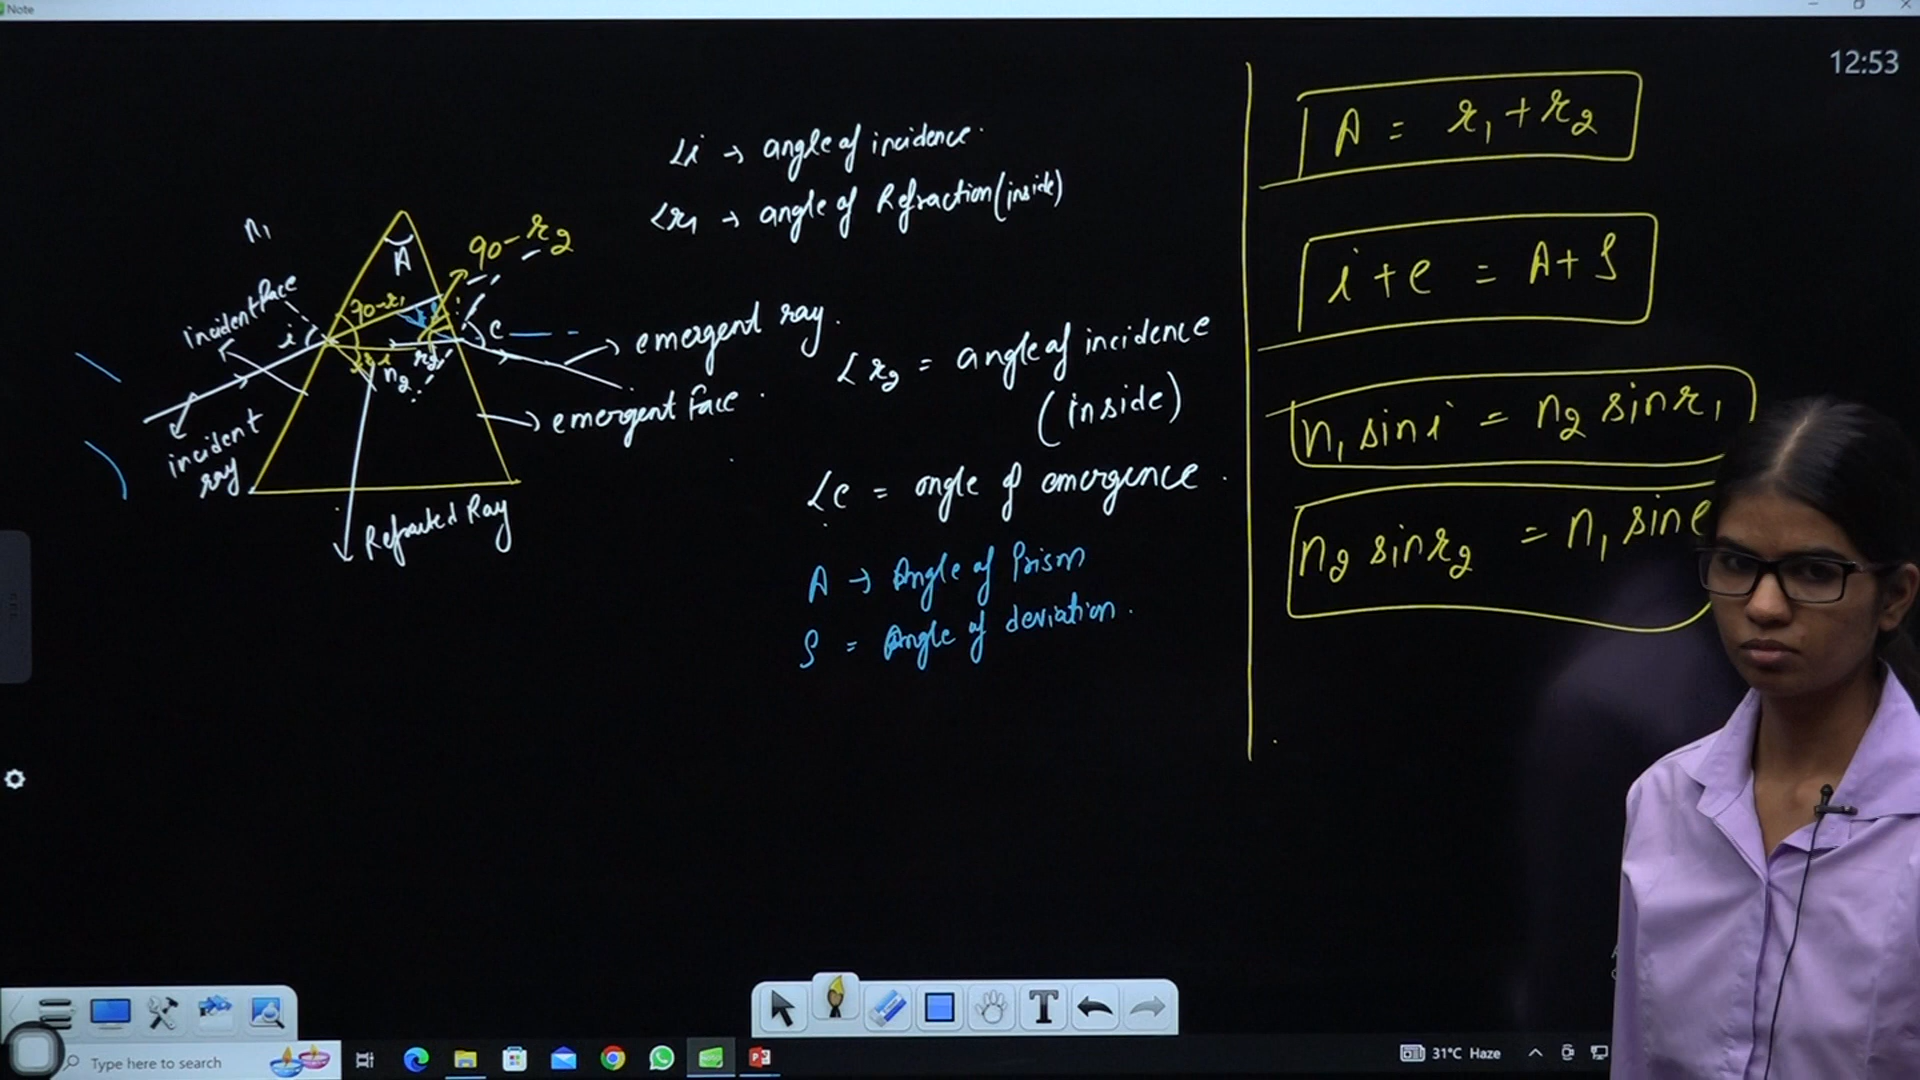 Note
12:53
n₁
A
90-r₂
90-r₁
incident face
i
e
r₂
n₂
incident
ray
Refracted Ray
emergent ray.
emergent face.
∠i → angle of incidence.
∠r₁ → angle of Refraction (inside)
∠r₂ = angle of incidence
(inside)
∠e = angle of emergence.
A → Angle of Prism
δ = Angle of deviation.
A = r₁ + r₂
i + e = A + δ
n₁ sin i = n₂ sin r₁
n₂ sin r₂ = n₁ sin e
T
Type here to search
31°C Haze